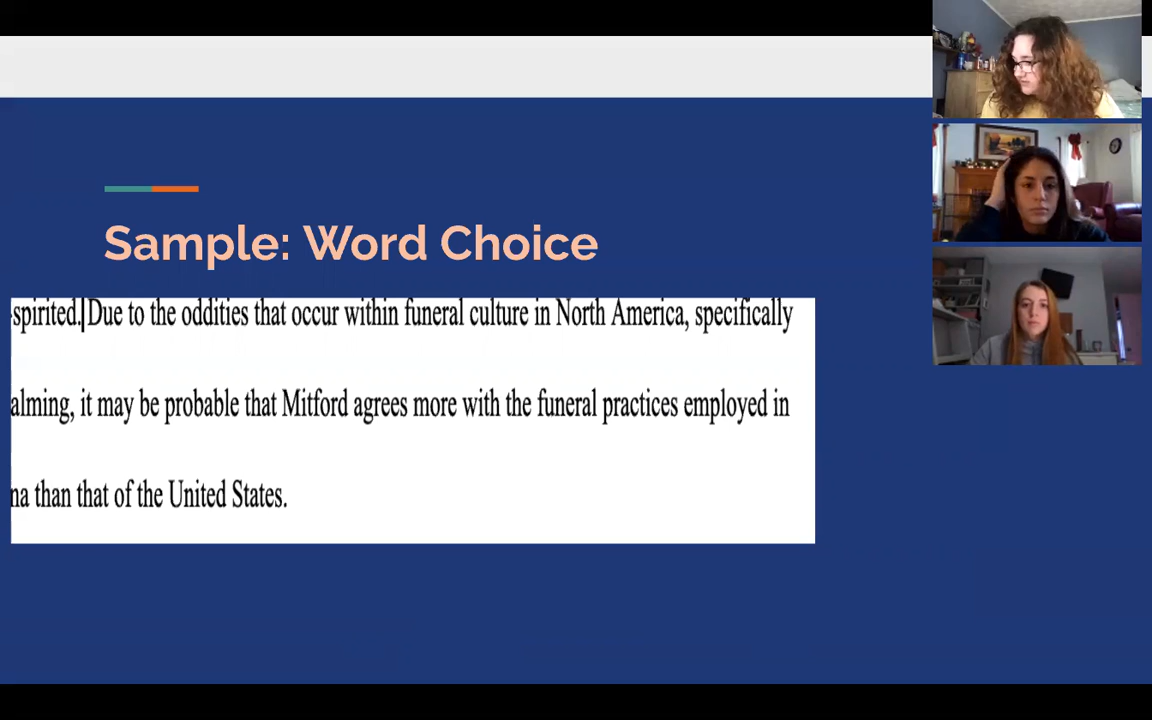 Sample: Word Choice
-spirited. Due to the oddities that occur within funeral culture in North America, specifically
alming, it may be probable that Mitford agrees more with the funeral practices employed in
na than that of the United States.